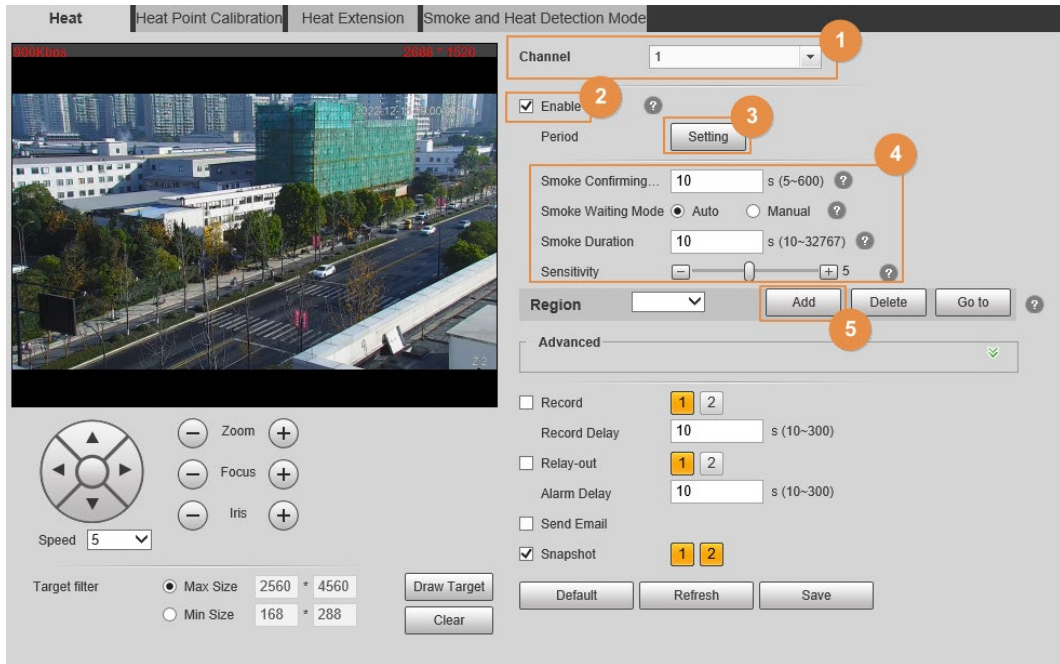 Heat
Heat Point Calibration
Heat Extension
Smoke and Heat Detection Mode
900Kbps
2688 * 1520
Z:2
Channel
1
1
Enable
2
?
Period
Setting
3
4
Smoke Confirming...
10
s (5~600)
?
Smoke Waiting Mode
Auto
Manual
?
Smoke Duration
10
s (10~32767)
?
Sensitivity
5
?
Region
Add
Delete
Go to
?
5
Advanced
Record
1
2
Record Delay
10
s (10~300)
Relay-out
1
2
Alarm Delay
10
s (10~300)
Send Email
Snapshot
1
2
Default
Refresh
Save
Zoom
Focus
Iris
Speed
5
Target filter
Max Size
2560
*
4560
Draw Target
Min Size
168
*
288
Clear